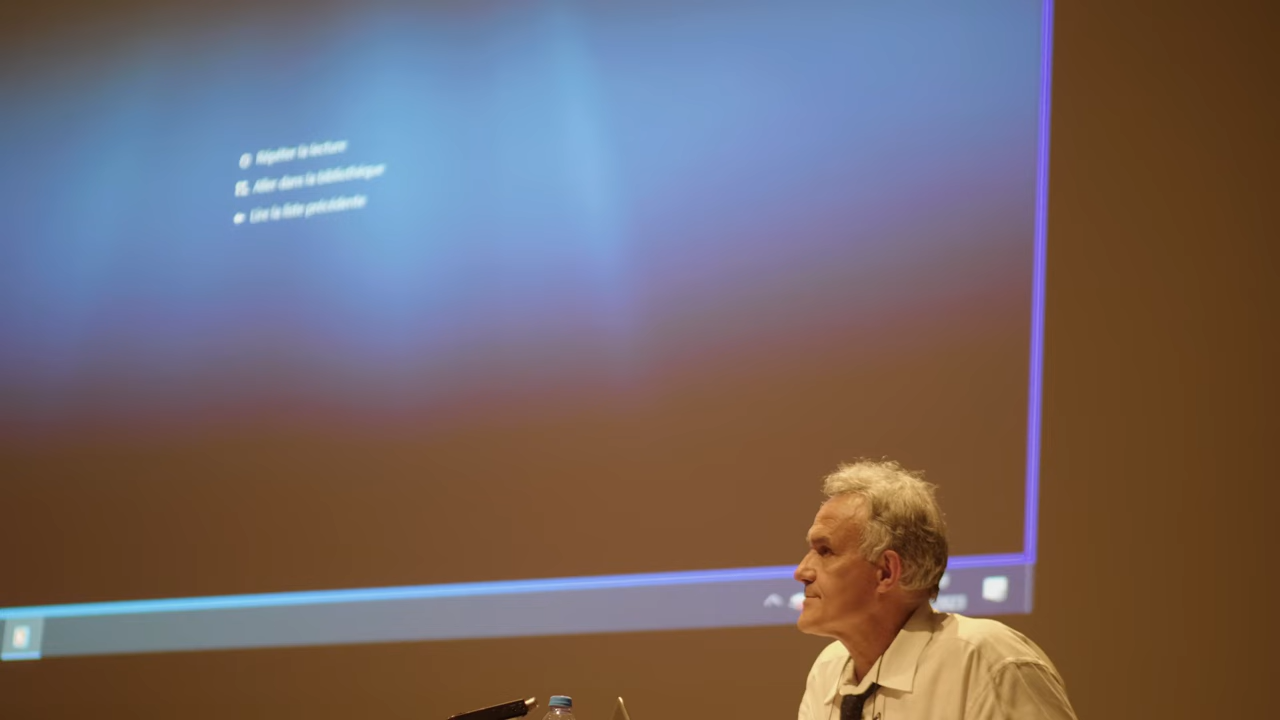 Répéter la lecture
Aller dans la bibliothèque
Lire la liste précédente